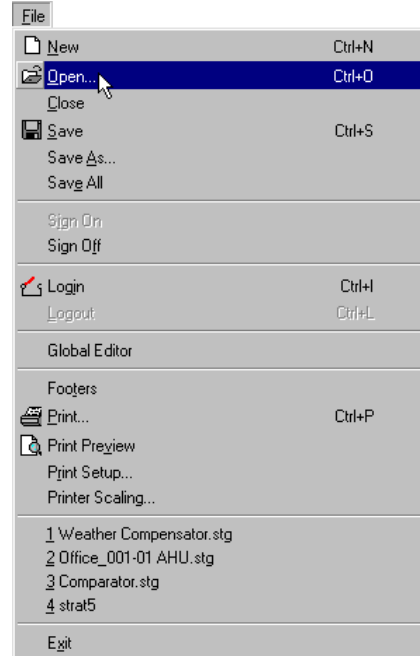 File
New Ctrl+N
Open... Ctrl+O
Close
Save Ctrl+S
Save As...
Save All
Sign On
Sign Off
Login Ctrl+I
Logout Ctrl+L
Global Editor
Footers
Print... Ctrl+P
Print Preview
Print Setup...
Printer Scaling...
1 Weather Compensator.stg
2 Office_001-01 AHU.stg
3 Comparator.stg
4 strat5
Exit